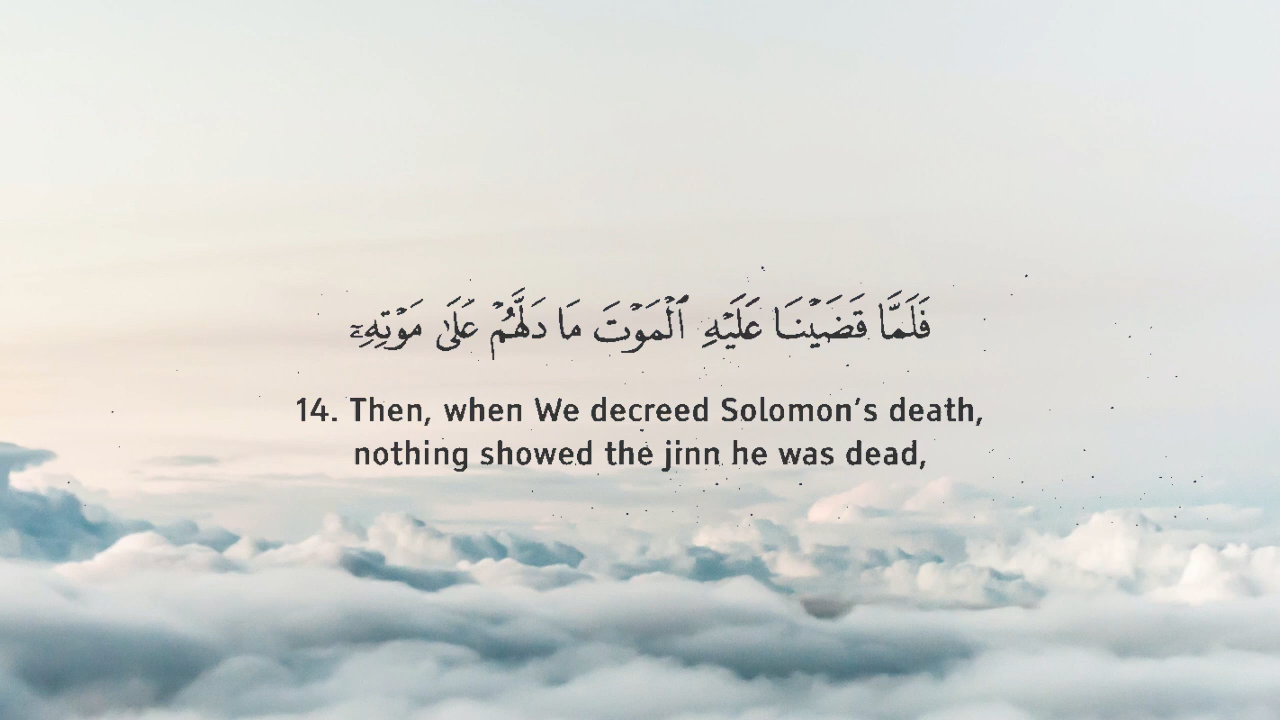 فَلَمَّا قَضَيْنَا عَلَيْهِ ٱلْمَوْتَ مَا دَلَّهُمْ عَلَىٰ مَوْتِهِۦٓ
14. Then, when We decreed Solomon’s death,
nothing showed the jinn he was dead,